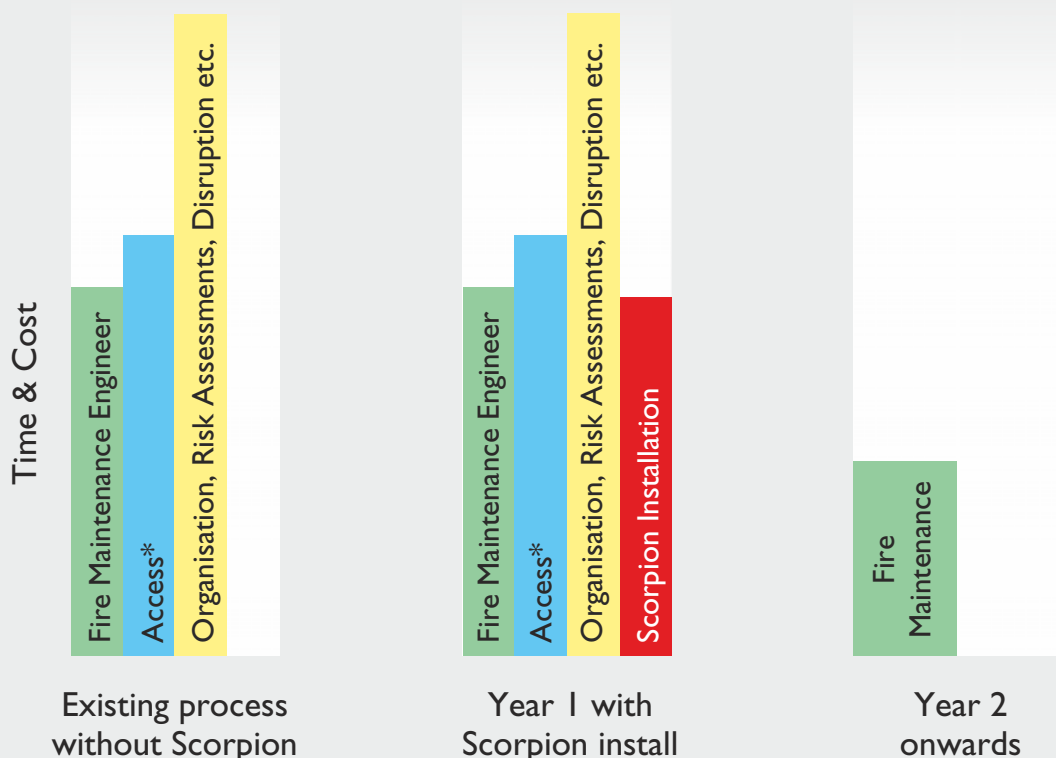 Time & Cost
Fire Maintenance Engineer
Access*
Organisation, Risk Assessments, Disruption etc.
Existing process
without Scorpion
Fire Maintenance Engineer
Access*
Organisation, Risk Assessments, Disruption etc.
Scorpion Installation
Year 1 with
Scorpion install
Fire
Maintenance
Year 2
onwards